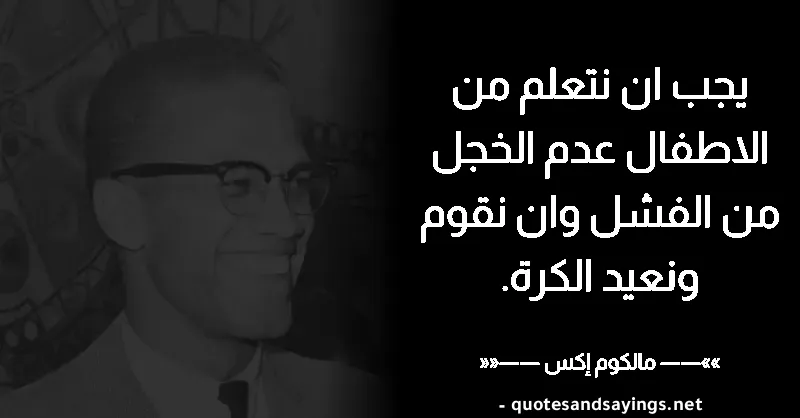 يجب ان نتعلم من
الاطفال عدم الخجل
من الفشل وان نقوم
ونعيد الكرة.
»—— مالكوم إكس ——«
- quotesandsayings.net